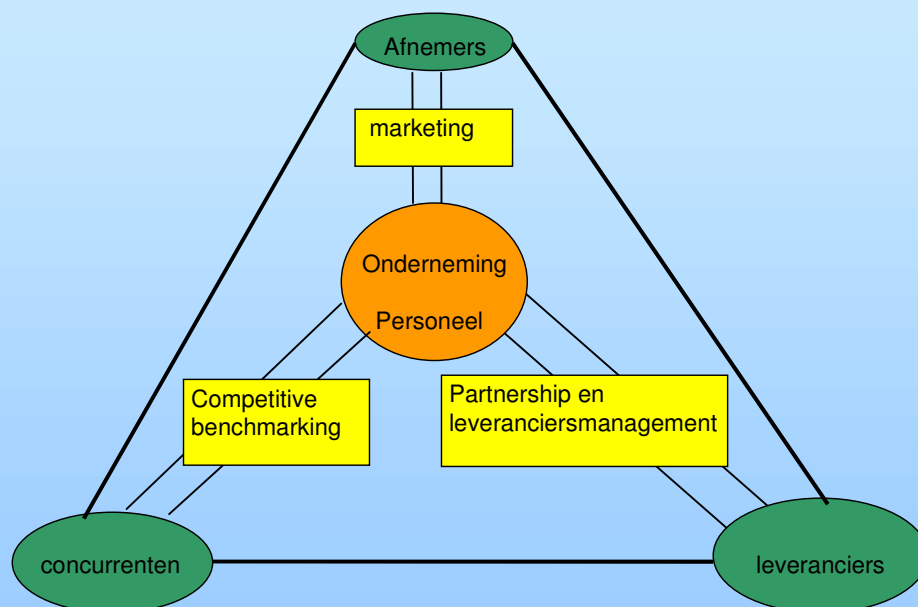 Afnemers
marketing
Onderneming
Personeel
Competitive
benchmarking
Partnership en
leveranciersmanagement
concurrenten
leveranciers